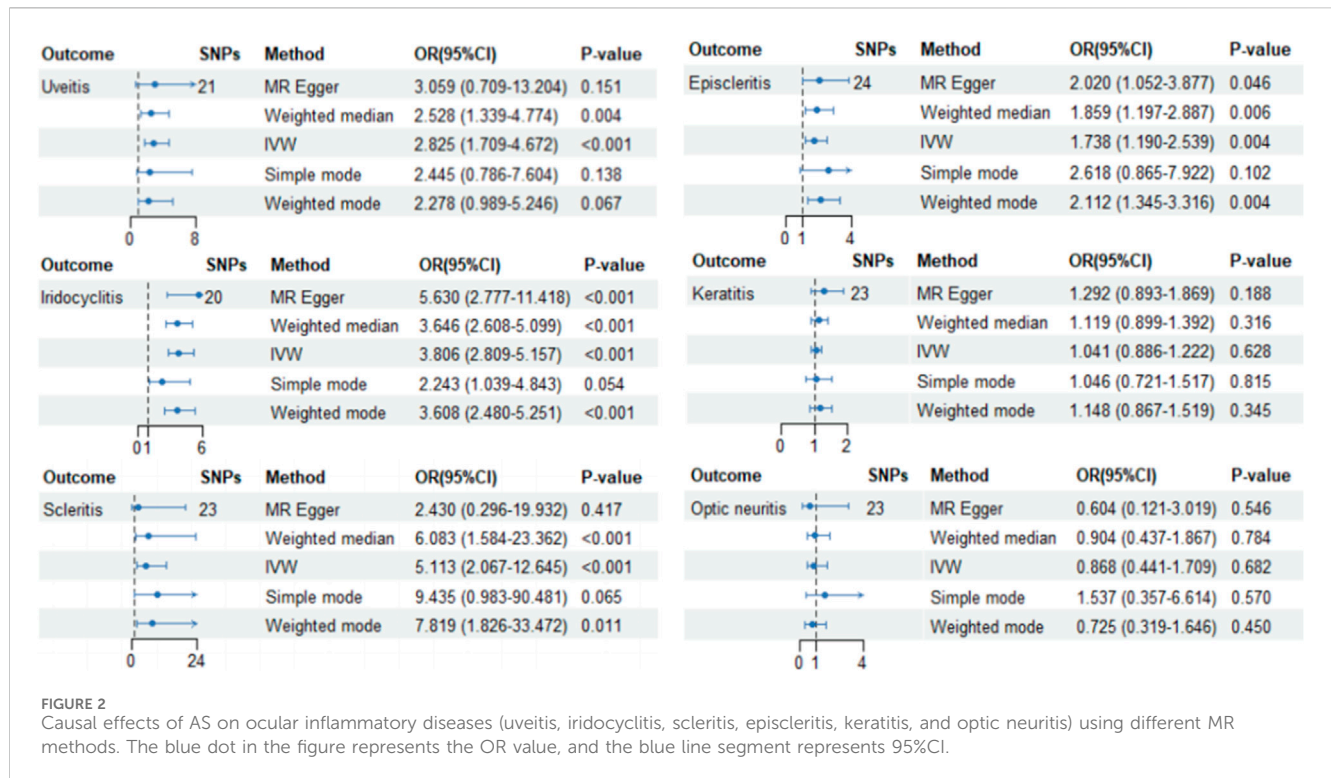 Outcome SNPs Method OR(95%CI) P-value
Uveitis 21 MR Egger 3.059 (0.709-13.204) 0.151
Weighted median 2.528 (1.339-4.774) 0.004
IVW 2.825 (1.709-4.672) <0.001
Simple mode 2.445 (0.786-7.604) 0.138
Weighted mode 2.278 (0.989-5.246) 0.067
0 8
Outcome SNPs Method OR(95%CI) P-value
Iridocyclitis 20 MR Egger 5.630 (2.777-11.418) <0.001
Weighted median 3.646 (2.608-5.099) <0.001
IVW 3.806 (2.809-5.157) <0.001
Simple mode 2.243 (1.039-4.843) 0.054
Weighted mode 3.608 (2.480-5.251) <0.001
0 1 6
Outcome SNPs Method OR(95%CI) P-value
Scleritis 23 MR Egger 2.430 (0.296-19.932) 0.417
Weighted median 6.083 (1.584-23.362) <0.001
IVW 5.113 (2.067-12.645) <0.001
Simple mode 9.435 (0.983-90.481) 0.065
Weighted mode 7.819 (1.826-33.472) 0.011
0 24
Outcome SNPs Method OR(95%CI) P-value
Episcleritis 24 MR Egger 2.020 (1.052-3.877) 0.046
Weighted median 1.859 (1.197-2.887) 0.006
IVW 1.738 (1.190-2.539) 0.004
Simple mode 2.618 (0.865-7.922) 0.102
Weighted mode 2.112 (1.345-3.316) 0.004
0 1 4
Outcome SNPs Method OR(95%CI) P-value
Keratitis 23 MR Egger 1.292 (0.893-1.869) 0.188
Weighted median 1.119 (0.899-1.392) 0.316
IVW 1.041 (0.886-1.222) 0.628
Simple mode 1.046 (0.721-1.517) 0.815
Weighted mode 1.148 (0.867-1.519) 0.345
0 1 2
Outcome SNPs Method OR(95%CI) P-value
Optic neuritis 23 MR Egger 0.604 (0.121-3.019) 0.546
Weighted median 0.904 (0.437-1.867) 0.784
IVW 0.868 (0.441-1.709) 0.682
Simple mode 1.537 (0.357-6.614) 0.570
Weighted mode 0.725 (0.319-1.646) 0.450
0 1 4
FIGURE 2
Causal effects of AS on ocular inflammatory diseases (uveitis, iridocyclitis, scleritis, episcleritis, keratitis, and optic neuritis) using different MR
methods. The blue dot in the figure represents the OR value, and the blue line segment represents 95%CI.